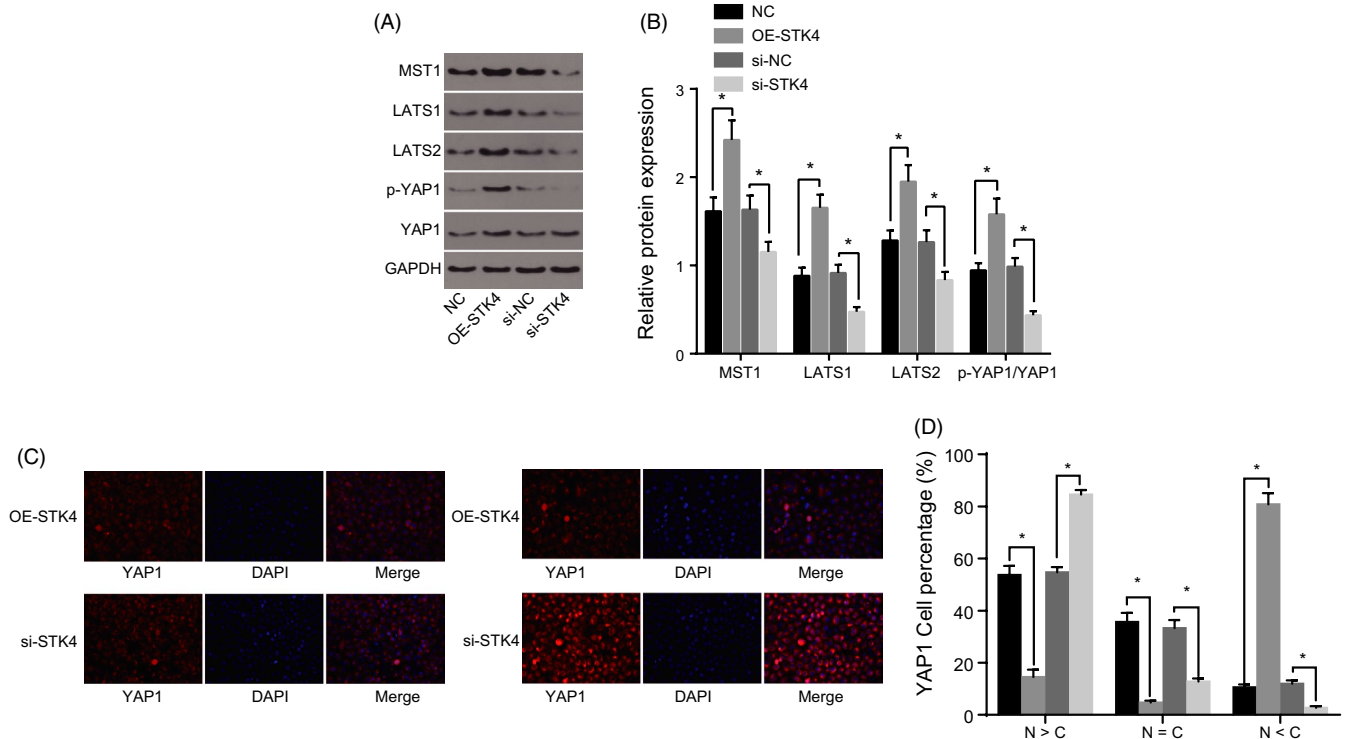 (A)
MST1
LATS1
LATS2
p-YAP1
YAP1
GAPDH
NC
OE-STK4
si-NC
si-STK4
(B)
NC
OE-STK4
si-NC
si-STK4
Relative protein expression
3
2
1
0
* * * * * * * *
MST1 LATS1 LATS2 p-YAP1/YAP1
(C)
OE-STK4
YAP1 DAPI Merge
si-STK4
YAP1 DAPI Merge
OE-STK4
YAP1 DAPI Merge
si-STK4
YAP1 DAPI Merge
(D)
YAP1 Cell percentage (%)
100
80
60
40
20
0
* * * * * *
N > C N = C N < C